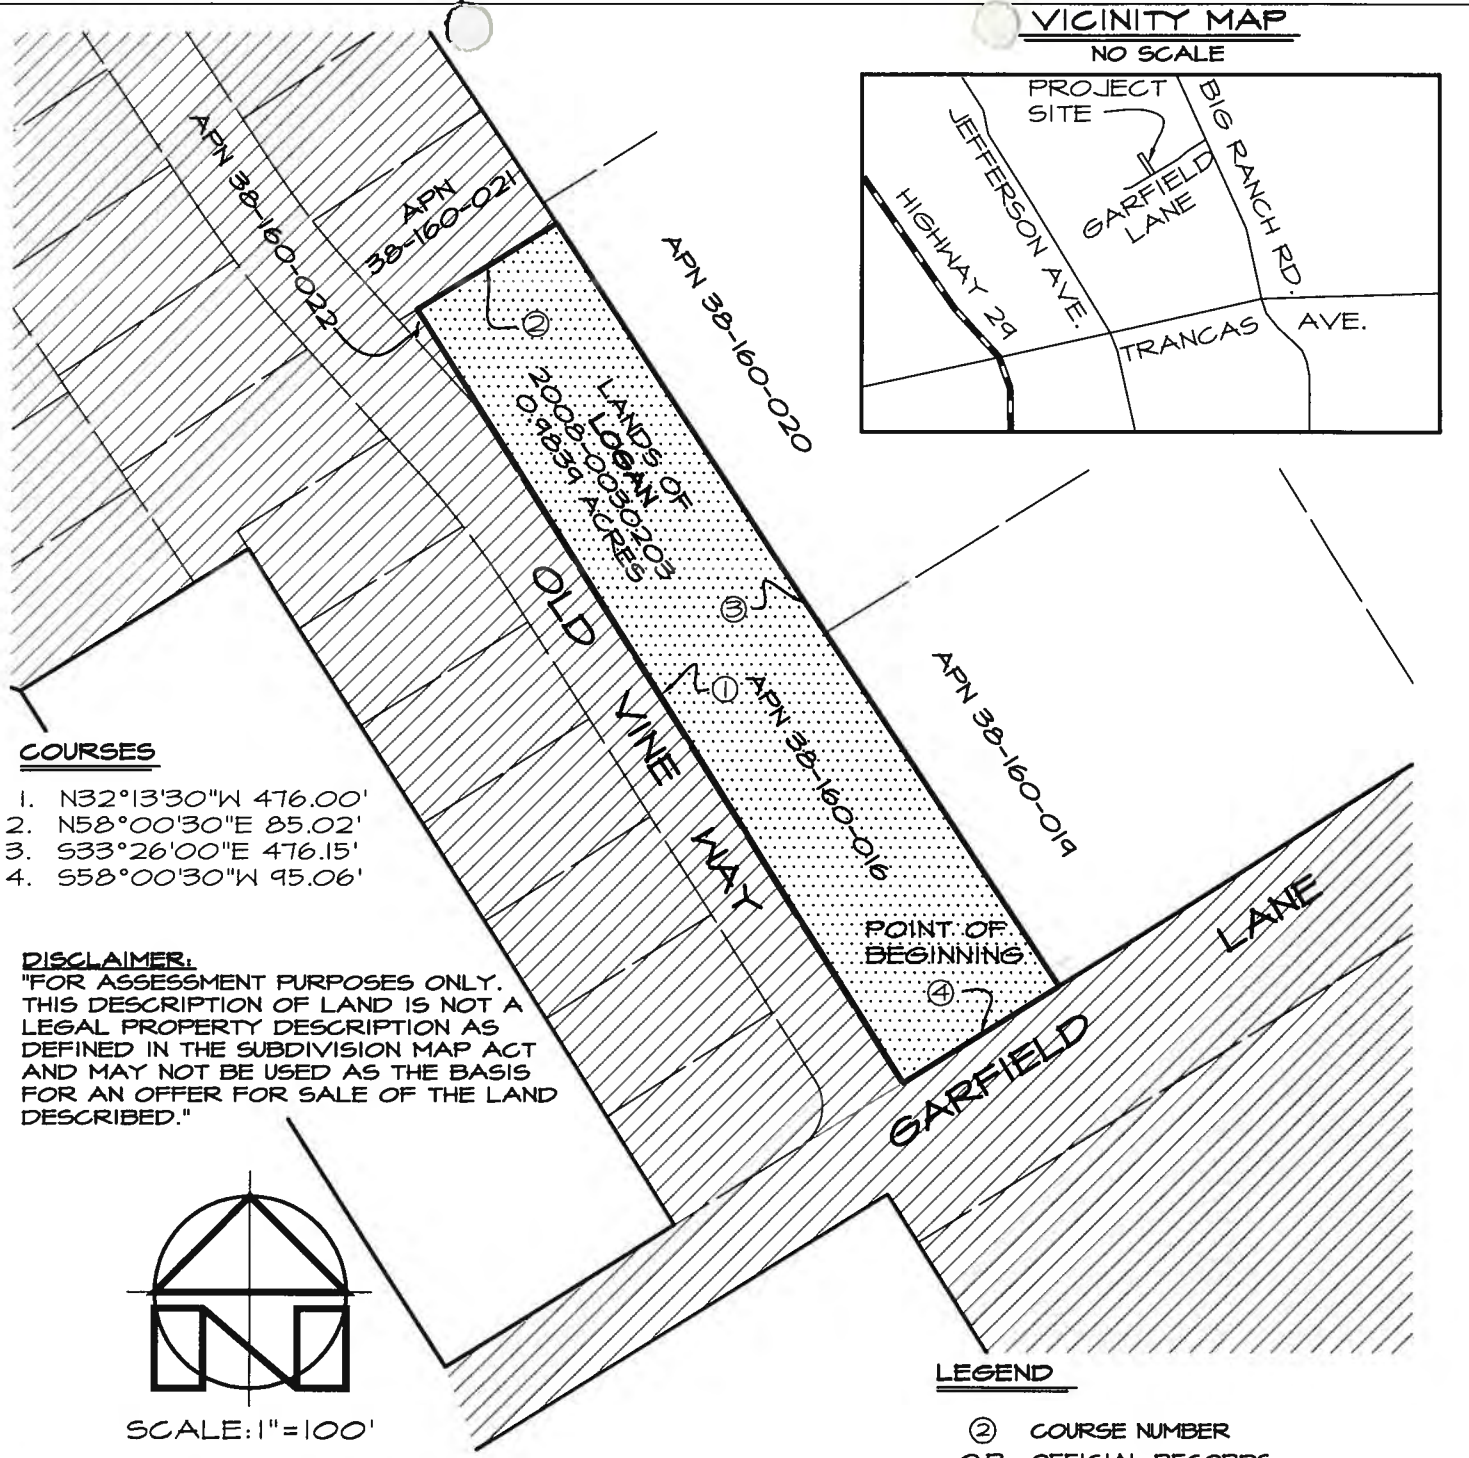 VICINITY MAP
NO SCALE
PROJECT
SITE
BIG RANCH RD.
JEFFERSON AVE.
GARFIELD
LANE
HIGHWAY 29
TRANCAS AVE.
APN 38-160-022
APN
38-160-021
APN 38-160-020
②
LANDS OF
LOGAN
2008-0030203
0.9839 ACRES
③
①
OLD VINE WAY
APN 38-160-016
APN 38-160-019
COURSES
1. N32°13'30"W 476.00'
2. N58°00'30"E 85.02'
3. S33°26'00"E 476.15'
4. S58°00'30"W 95.06'
POINT OF
BEGINNING
④
GARFIELD LANE
DISCLAIMER:
"FOR ASSESSMENT PURPOSES ONLY.
THIS DESCRIPTION OF LAND IS NOT A
LEGAL PROPERTY DESCRIPTION AS
DEFINED IN THE SUBDIVISION MAP ACT
AND MAY NOT BE USED AS THE BASIS
FOR AN OFFER FOR SALE OF THE LAND
DESCRIBED."
N
SCALE: 1"=100'
LEGEND
② COURSE NUMBER
OFFICIAL RECORDS